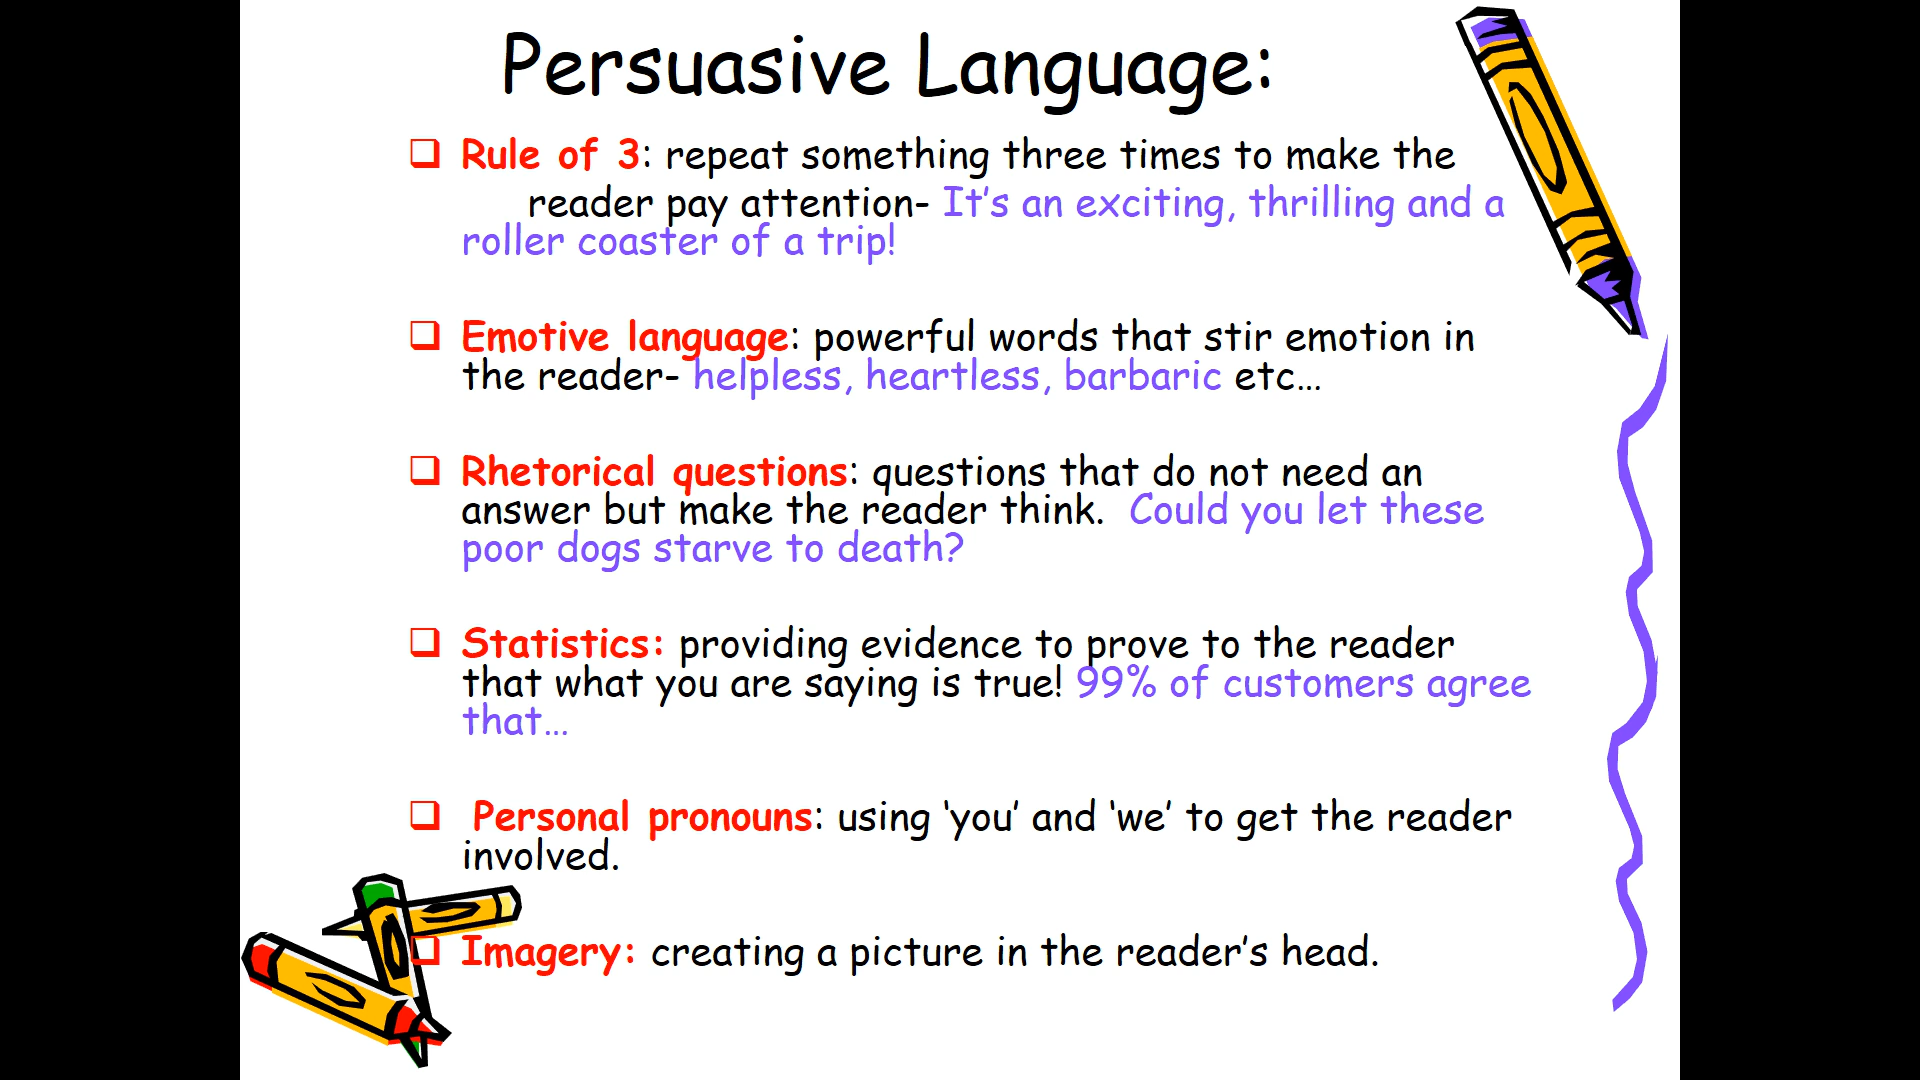 Persuasive Language:
❑ Rule of 3: repeat something three times to make the
reader pay attention- It’s an exciting, thrilling and a
roller coaster of a trip!
❑ Emotive language: powerful words that stir emotion in
the reader- helpless, heartless, barbaric etc…
❑ Rhetorical questions: questions that do not need an
answer but make the reader think. Could you let these
poor dogs starve to death?
❑ Statistics: providing evidence to prove to the reader
that what you are saying is true! 99% of customers agree
that…
❑ Personal pronouns: using ‘you’ and ‘we’ to get the reader
involved.
❑ Imagery: creating a picture in the reader’s head.